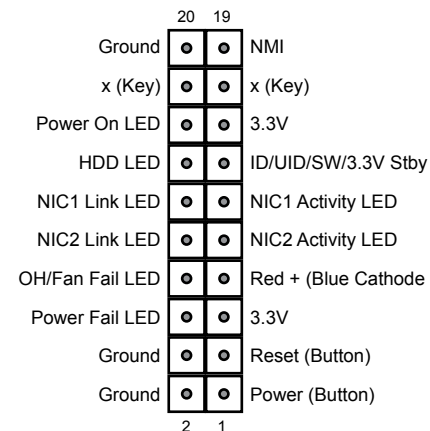 20 19
Ground NMI
x (Key) x (Key)
Power On LED 3.3V
HDD LED ID/UID/SW/3.3V Stby
NIC1 Link LED NIC1 Activity LED
NIC2 Link LED NIC2 Activity LED
OH/Fan Fail LED Red + (Blue Cathode
Power Fail LED 3.3V
Ground Reset (Button)
Ground Power (Button)
2 1